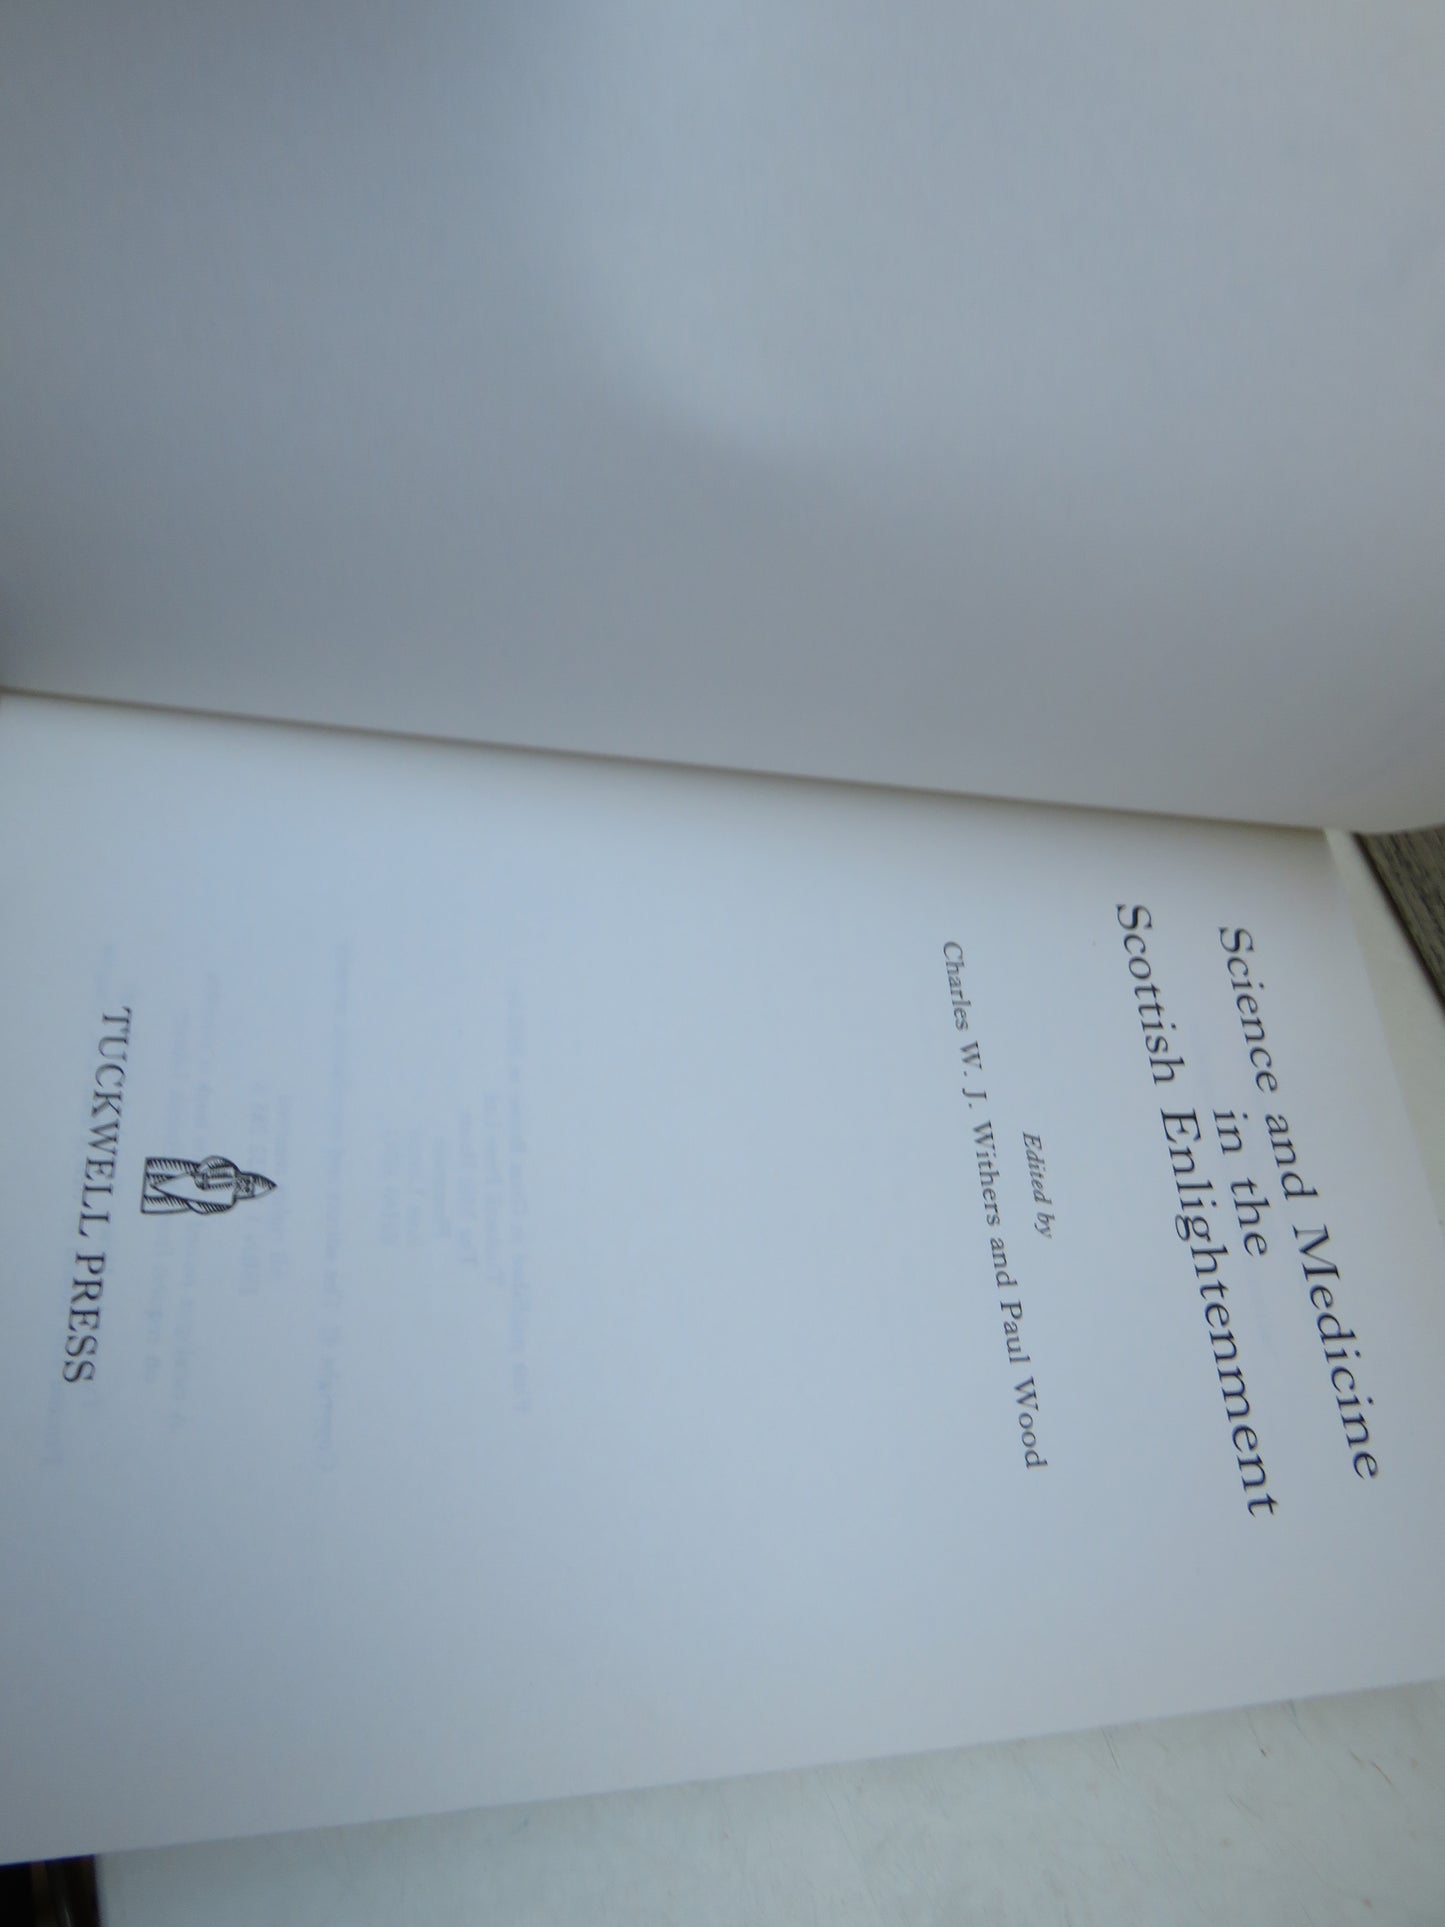 Science and Medicine
in the
Scottish Enlightenment
Edited by
Charles W. J. Withers and Paul Wood
TUCKWELL PRESS